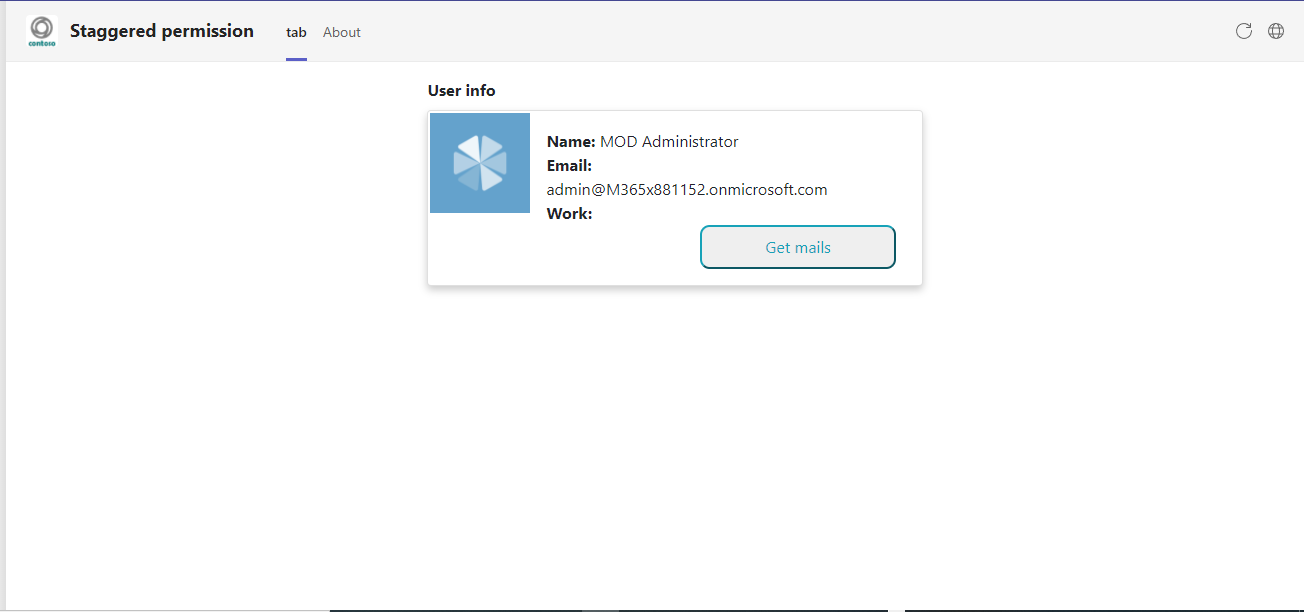 contoso
Staggered permission
tab
About
User info
Name: MOD Administrator
Email:
admin@M365x881152.onmicrosoft.com
Work:
Get mails